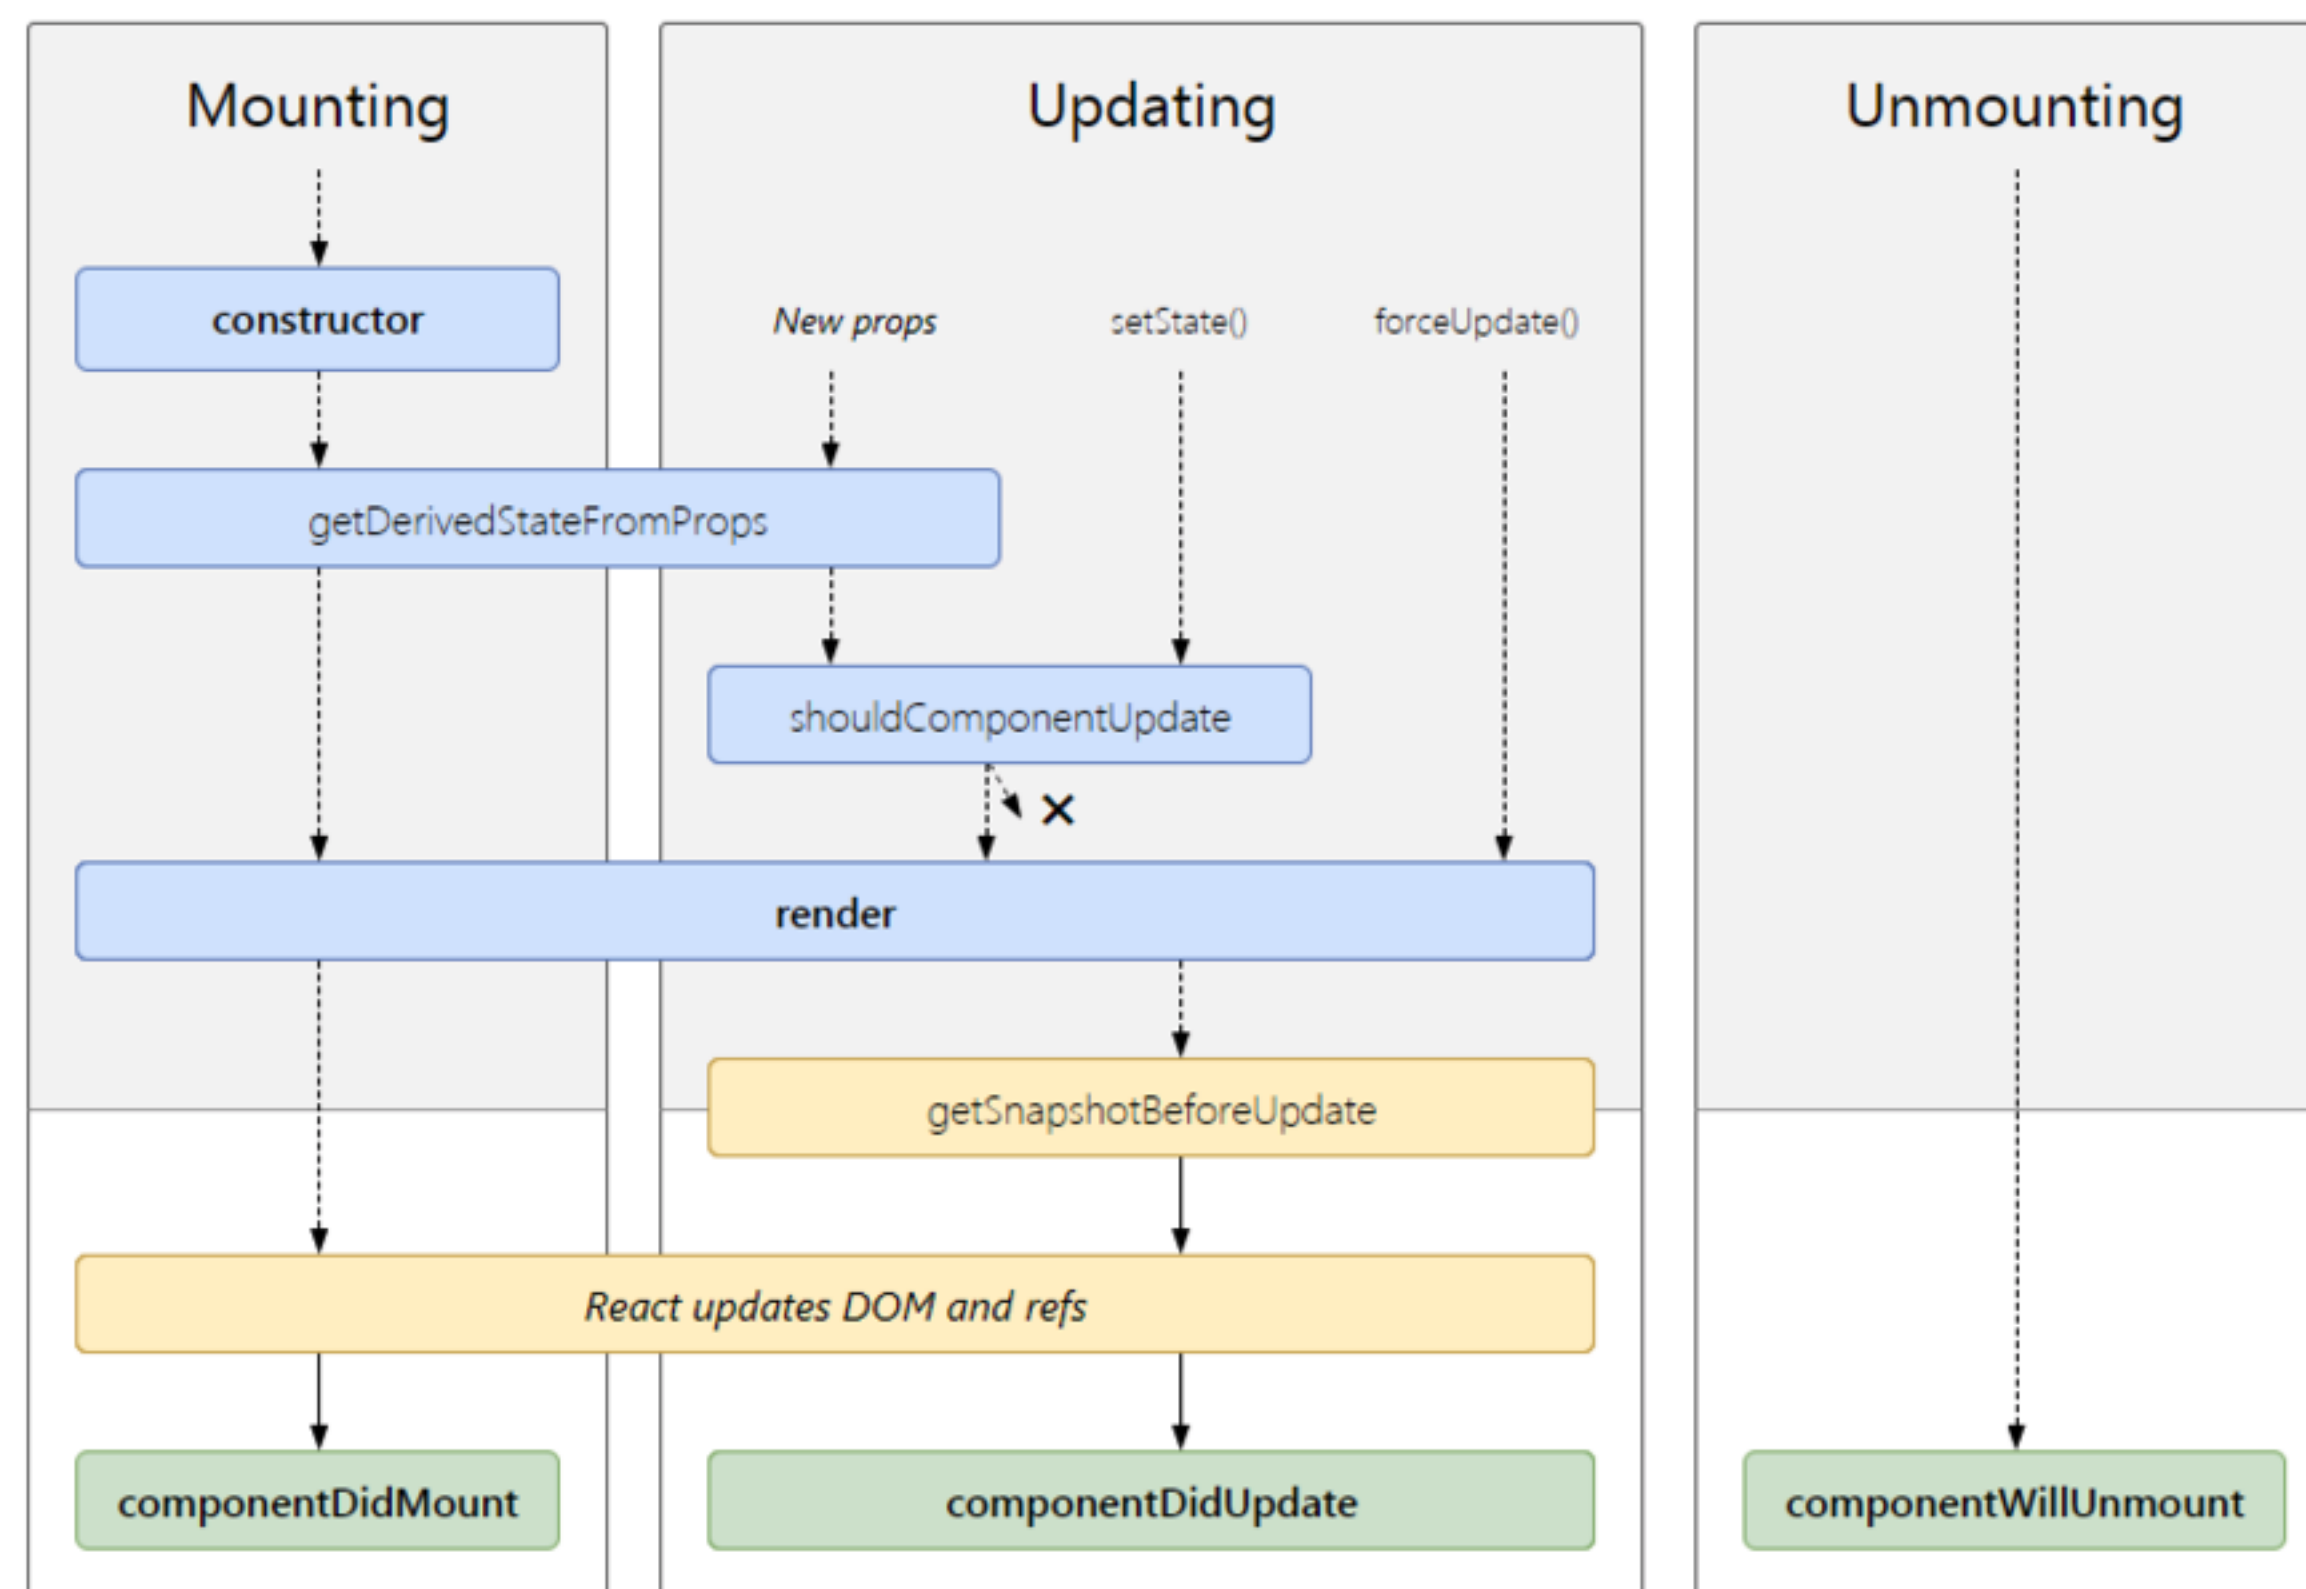 Mounting
Updating
Unmounting
constructor
New props
setState()
forceUpdate()
getDerivedStateFromProps
shouldComponentUpdate
render
getSnapshotBeforeUpdate
React updates DOM and refs
componentDidMount
componentDidUpdate
componentWillUnmount